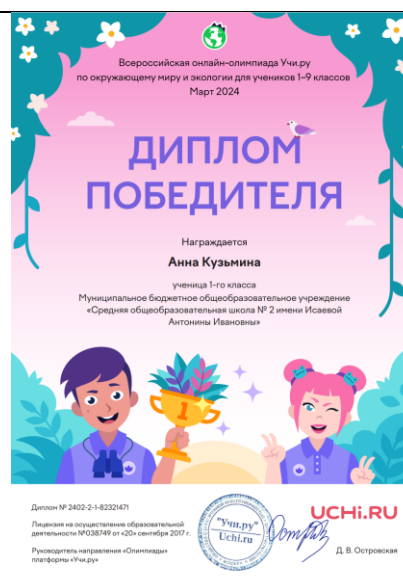 Всероссийская онлайн-олимпиада Учи.ру
по окружающему миру и экологии для учеников 1–9 классов
Март 2024
ДИПЛОМ
ПОБЕДИТЕЛЯ
Награждается
Анна Кузьмина
ученица 1-го класса
Муниципальное бюджетное общеобразовательное учреждение
«Средняя общеобразовательная школа № 2 имени Исаевой
Антонины Ивановны»
1
Диплом № 2402-2-1-82321471
Лицензия на осуществление образовательной
деятельности №038749 от «20» сентября 2017 г.
Руководитель направления «Олимпиады»
платформы «Учи.ру»
"Учи.ру"
Uchi.ru
UCHi.RU
Д. В. Островская